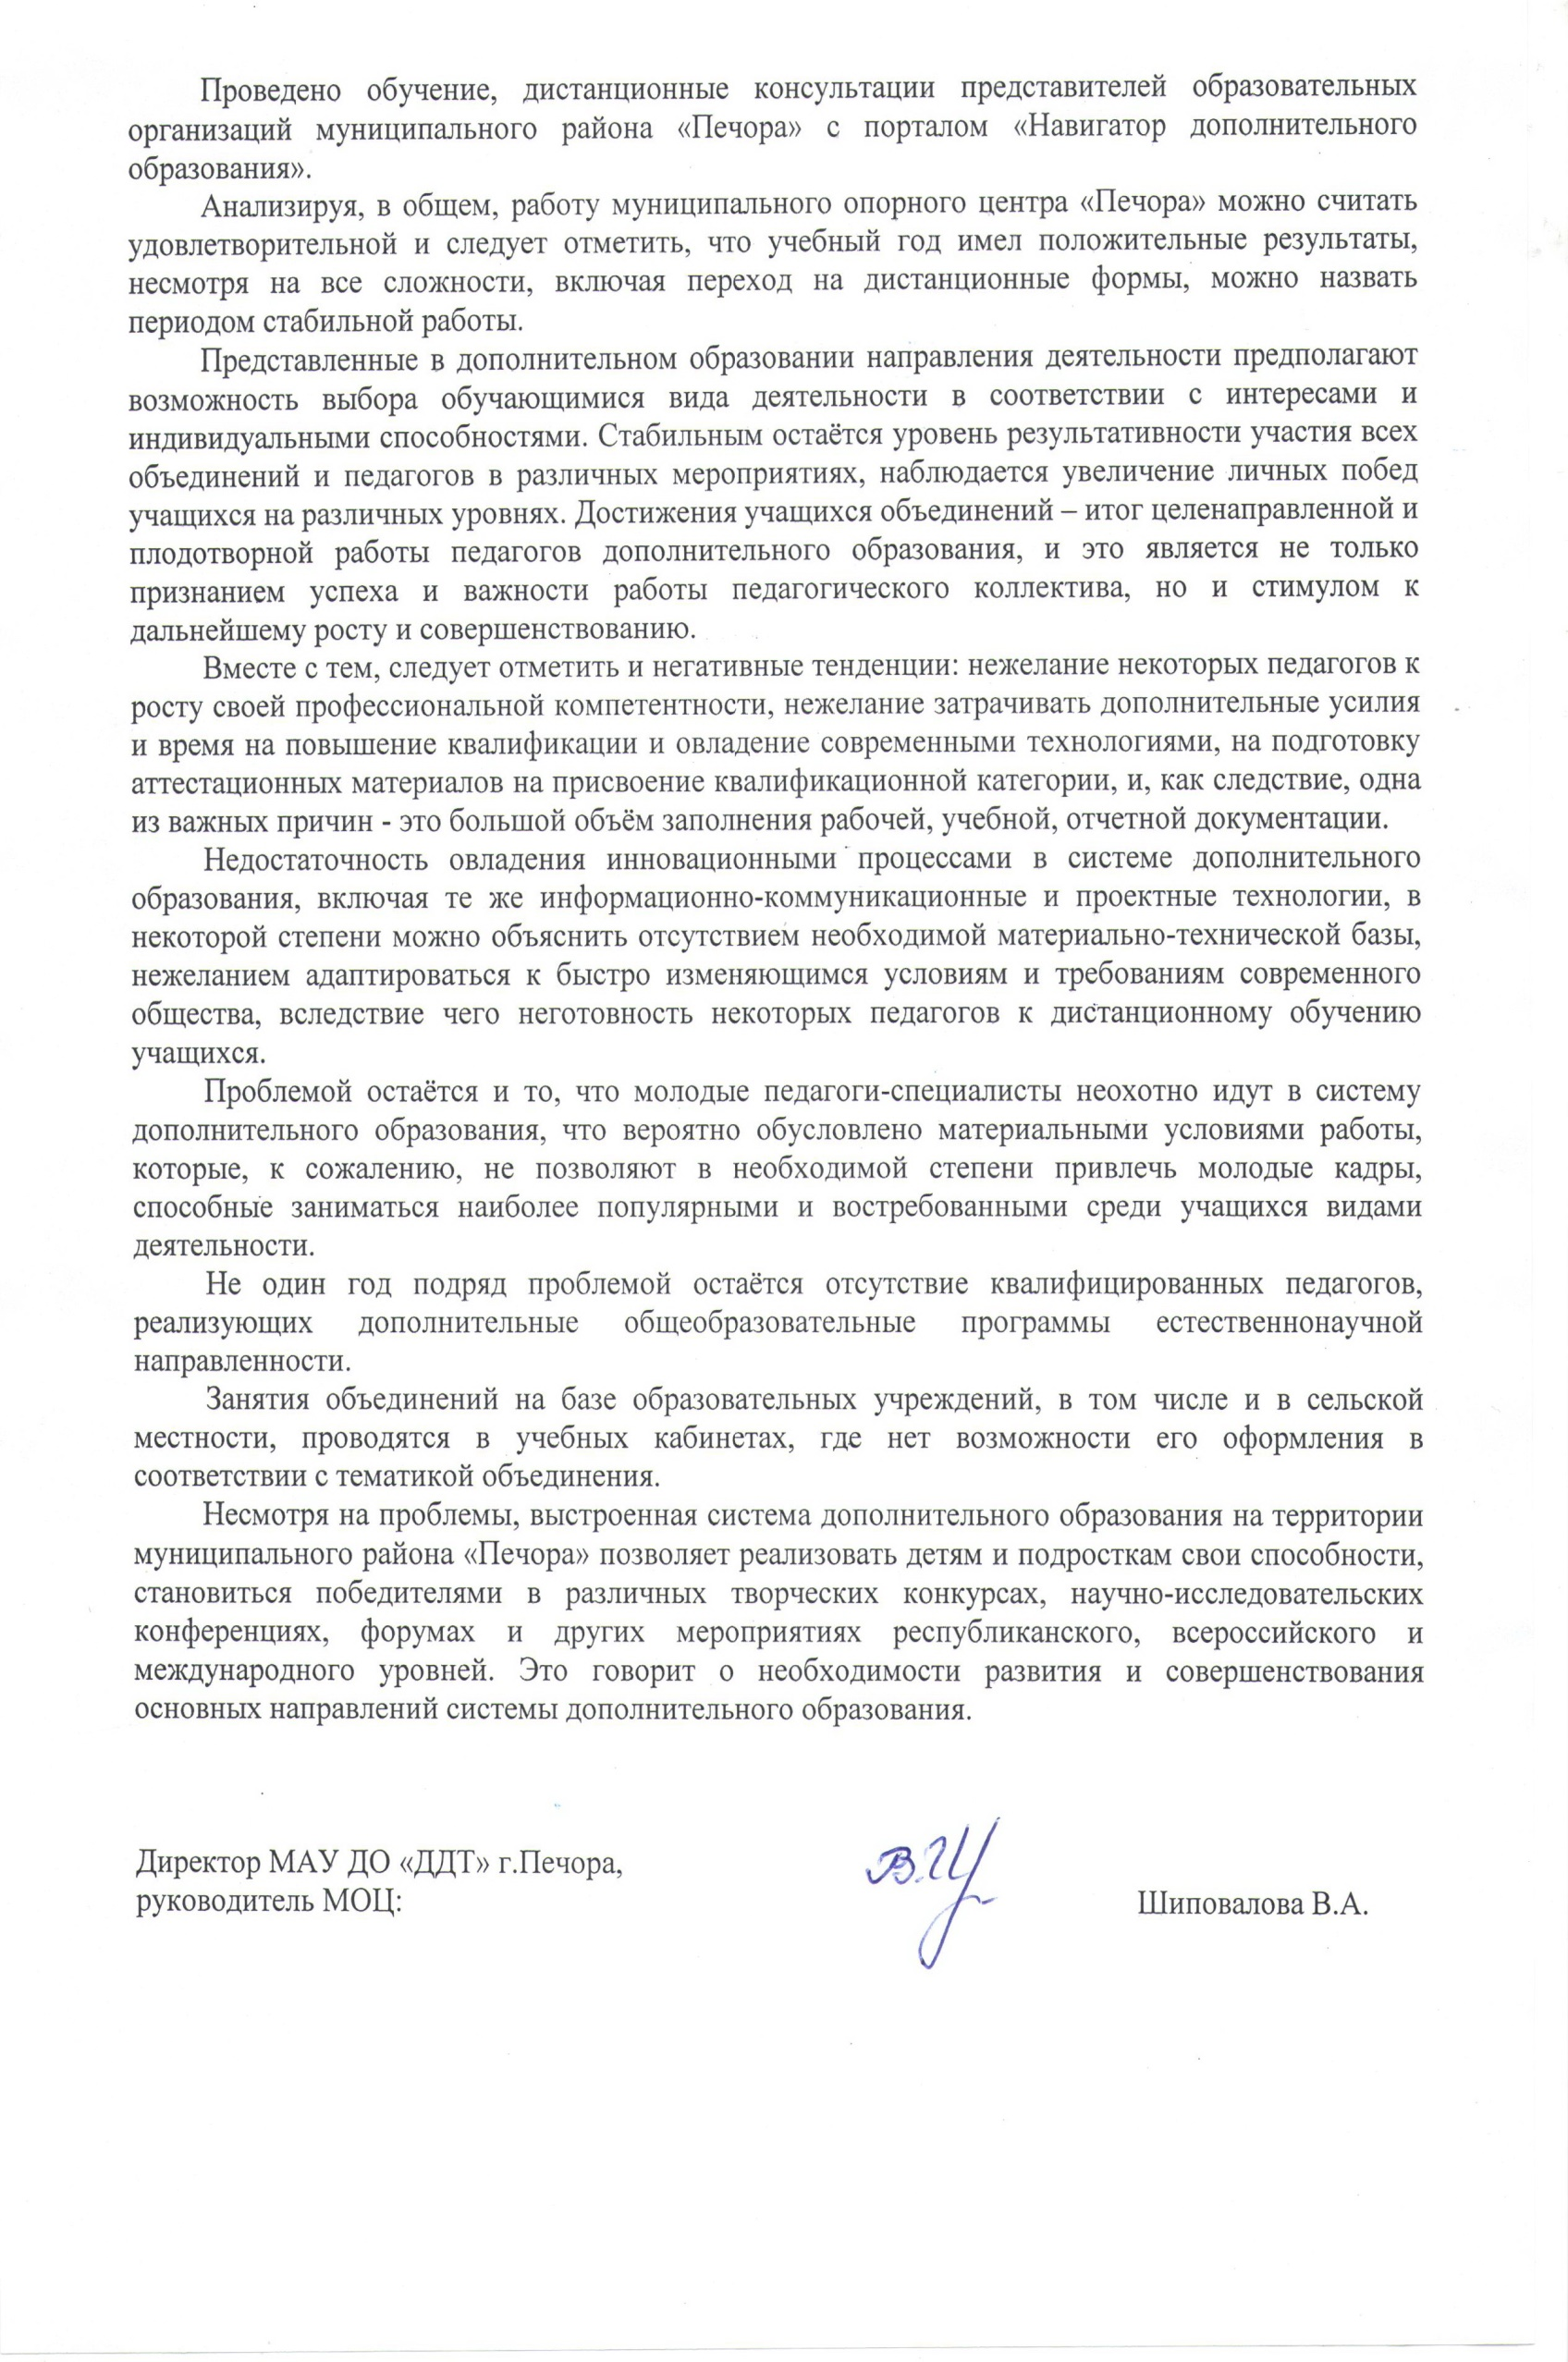 Проведено обучение, дистанционные консультации представителей образовательных
организаций муниципального района «Печора» с порталом «Навигатор дополнительного
образования».
Анализируя, в общем, работу муниципального опорного центра «Печора» можно считать
удовлетворительной и следует отметить, что учебный год имел положительные результаты,
несмотря на все сложности, включая переход на дистанционные формы, можно назвать
периодом стабильной работы.
Представленные в дополнительном образовании направления деятельности предполагают
возможность выбора обучающимися вида деятельности в соответствии с интересами и
индивидуальными способностями. Стабильным остаётся уровень результативности участия всех
объединений и педагогов в различных мероприятиях, наблюдается увеличение личных побед
учащихся на различных уровнях. Достижения учащихся объединений – итог целенаправленной и
плодотворной работы педагогов дополнительного образования, и это является не только
признанием успеха и важности работы педагогического коллектива, но и стимулом к
дальнейшему росту и совершенствованию.
Вместе с тем, следует отметить и негативные тенденции: нежелание некоторых педагогов к
росту своей профессиональной компетентности, нежелание затрачивать дополнительные усилия
и время на повышение квалификации и овладение современными технологиями, на подготовку
аттестационных материалов на присвоение квалификационной категории, и, как следствие, одна
из важных причин - это большой объём заполнения рабочей, учебной, отчетной документации.
Недостаточность овладения инновационными процессами в системе дополнительного
образования, включая те же информационно-коммуникационные и проектные технологии, в
некоторой степени можно объяснить отсутствием необходимой материально-технической базы,
нежеланием адаптироваться к быстро изменяющимся условиям и требованиям современного
общества, вследствие чего неготовность некоторых педагогов к дистанционному обучению
учащихся.
Проблемой остаётся и то, что молодые педагоги-специалисты неохотно идут в систему
дополнительного образования, что вероятно обусловлено материальными условиями работы,
которые, к сожалению, не позволяют в необходимой степени привлечь молодые кадры,
способные заниматься наиболее популярными и востребованными среди учащихся видами
деятельности.
Не один год подряд проблемой остаётся отсутствие квалифицированных педагогов,
реализующих дополнительные общеобразовательные программы естественнонаучной
направленности.
Занятия объединений на базе образовательных учреждений, в том числе и в сельской
местности, проводятся в учебных кабинетах, где нет возможности его оформления в
соответствии с тематикой объединения.
Несмотря на проблемы, выстроенная система дополнительного образования на территории
муниципального района «Печора» позволяет реализовать детям и подросткам свои способности,
становиться победителями в различных творческих конкурсах, научно-исследовательских
конференциях, форумах и других мероприятиях республиканского, всероссийского и
международного уровней. Это говорит о необходимости развития и совершенствования
основных направлений системы дополнительного образования.
Директор МАУ ДО «ДДТ» г.Печора,
руководитель МОЦ:
Шиповалова В.А.